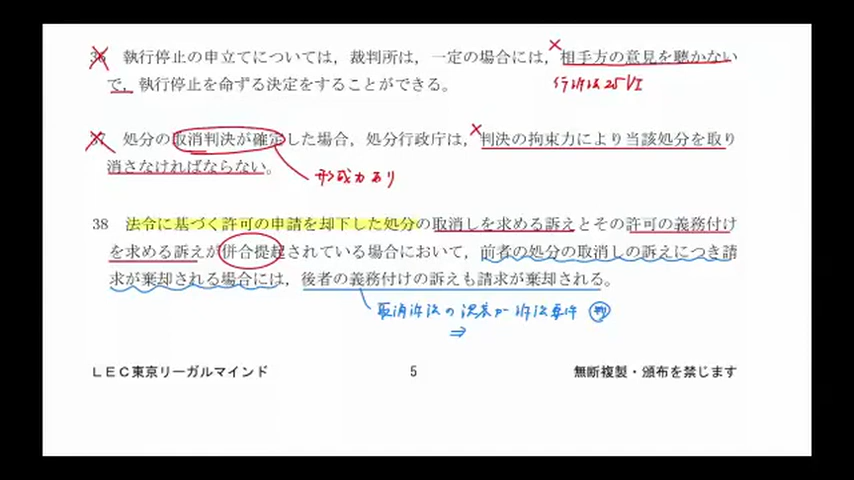 36 執行停止の申立てについては，裁判所は，一定の場合には，相手方の意見を聴かない
で，執行停止を命ずる決定をすることができる。
行訴法25Ⅵ
37 処分の取消判決が確定した場合，処分行政庁は，判決の拘束力により当該処分を取り
消さなければならない。
形成力あり
38 法令に基づく許可の申請を却下した処分の取消しを求める訴えとその許可の義務付け
を求める訴えが併合提起されている場合において，前者の処分の取消しの訴えにつき請
求が棄却される場合には，後者の義務付けの訴えも請求が棄却される。
取消訴訟の認容が訴訟要件 判
⇒
ＬＥＣ東京リーガルマインド 5 無断複製・頒布を禁じます